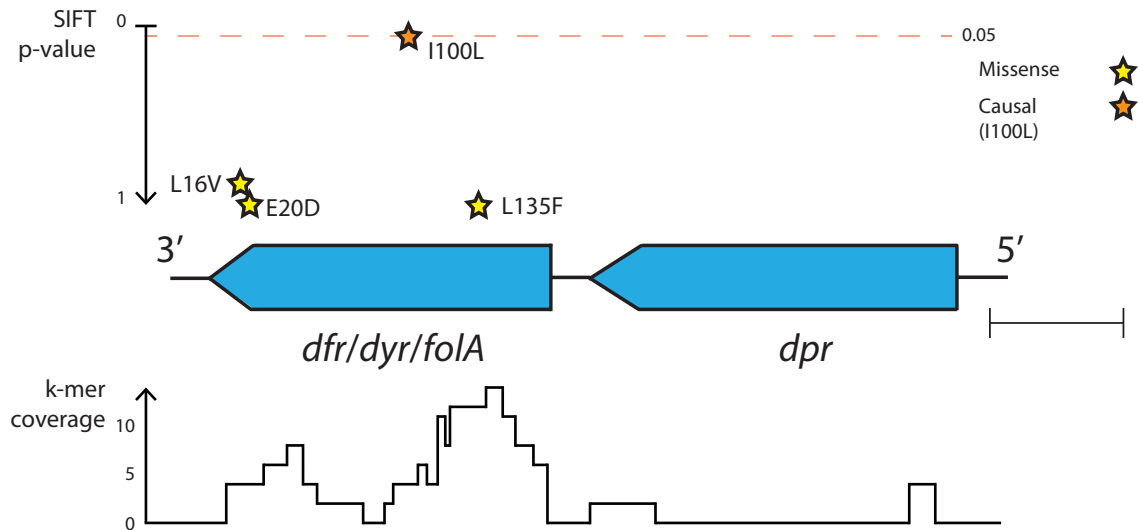 SIFT
p-value
0
0.05
I100L
Missense
Causal
(I100L)
L16V
1
E20D
L135F
3′
5′
dfr/dyr/folA
dpr
k-mer
coverage
10
5
0